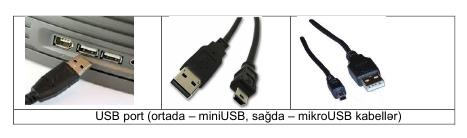 USB port (ortada – miniUSB, sağda – mikroUSB kabellər)